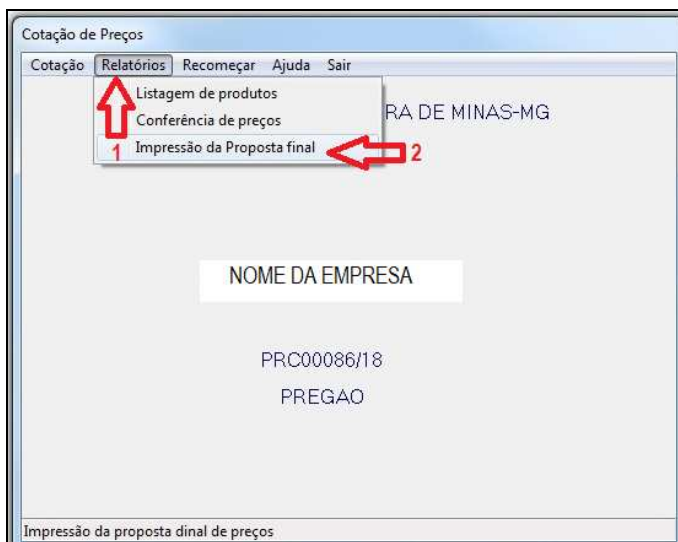 Cotação de Preços
Cotação Relatórios Recomeçar Ajuda Sair
Listagem de produtos
RA DE MINAS-MG
Conferência de preços
1 Impressão da Proposta final 2
NOME DA EMPRESA
PRC00086/18
PREGAO
Impressão da proposta dinal de preços